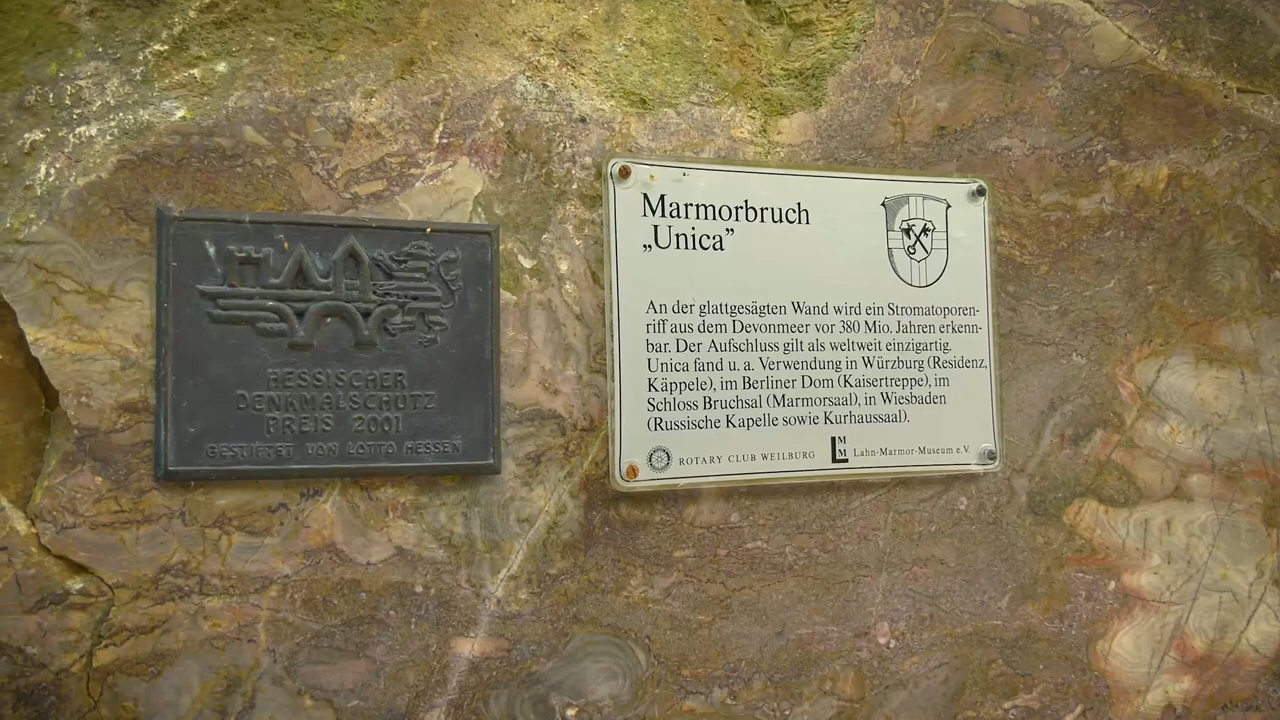 HESSISCHER
DENKMALSCHUTZ
PREIS 2001
GESTIFTET VON LOTTO HESSEN
Marmorbruch
„Unica”
An der glattgesägten Wand wird ein Stromatoporen-
riff aus dem Devonmeer vor 380 Mio. Jahren erkenn-
bar. Der Aufschluss gilt als weltweit einzigartig.
Unica fand u. a. Verwendung in Würzburg (Residenz,
Käppele), im Berliner Dom (Kaisertreppe), im
Schloss Bruchsal (Marmorsaal), in Wiesbaden
(Russische Kapelle sowie Kurhaussaal).
ROTARY CLUB WEILBURG LMM Lahn-Marmor-Museum e.V.